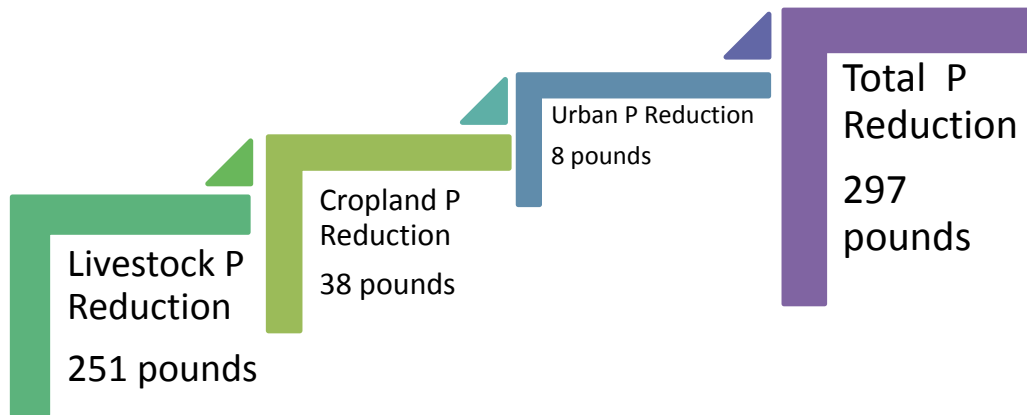 Livestock P
Reduction
251 pounds
Cropland P
Reduction
38 pounds
Urban P Reduction
8 pounds
Total P
Reduction
297
pounds